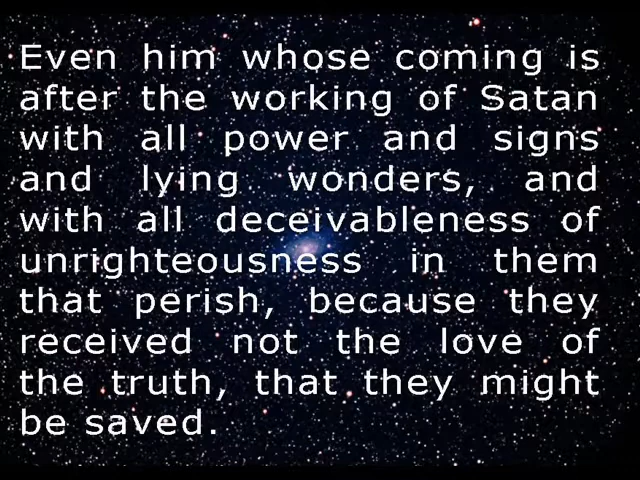 Even him whose coming is
after the working of Satan
with all power and signs
and lying wonders, and
with all deceivableness of
unrighteousness in them
that perish, because they
received not the love of
the truth, that they might
be saved.